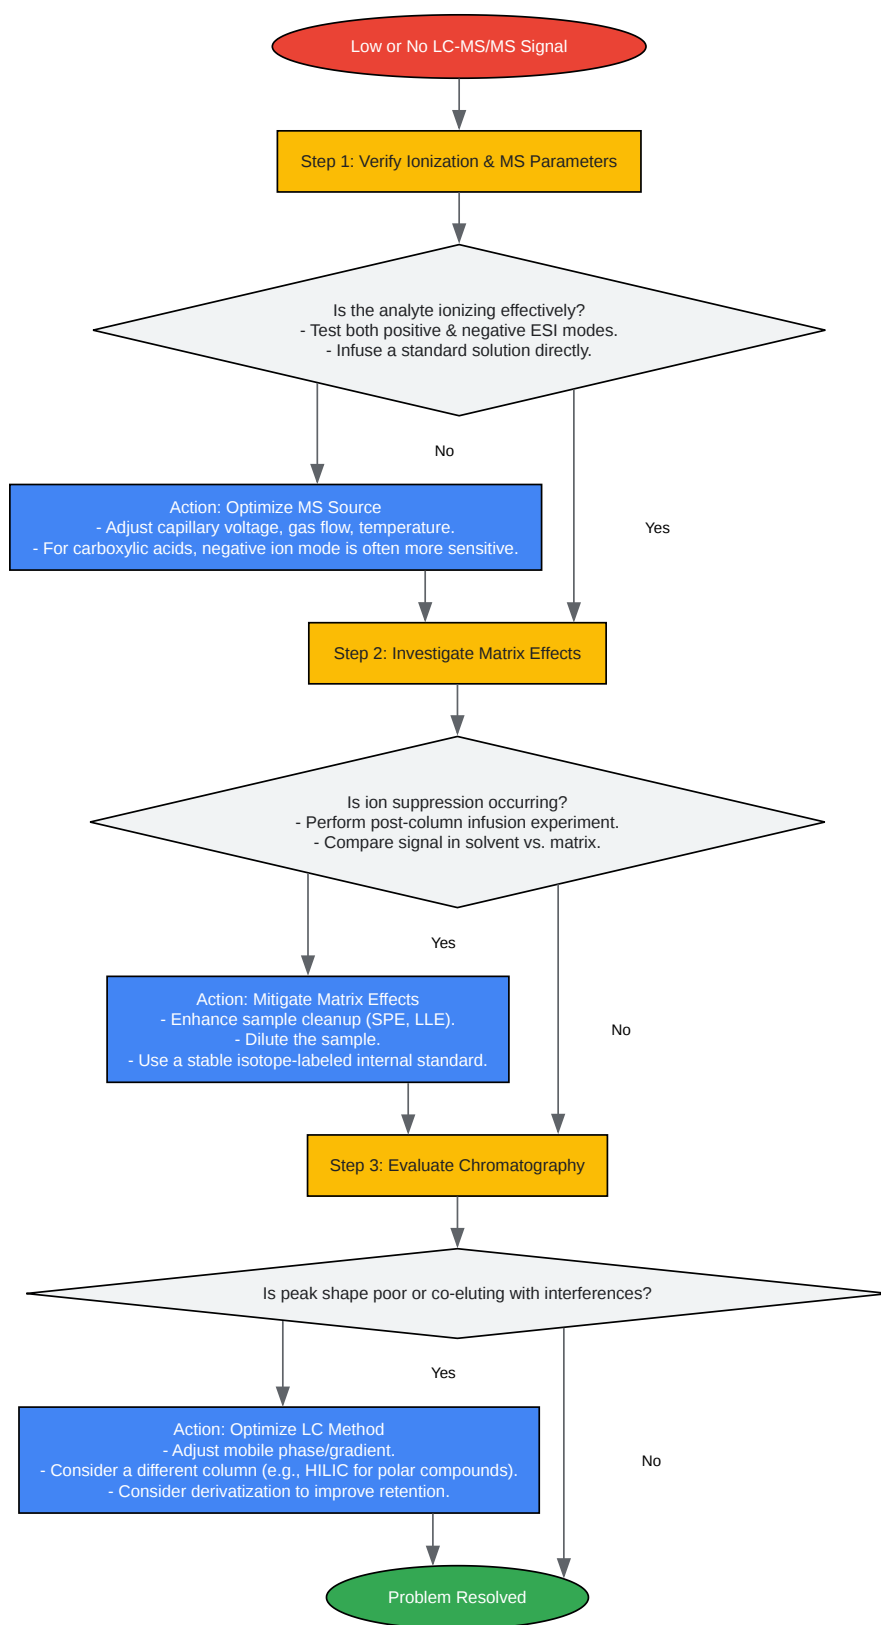 Low or No LC-MS/MS Signal
Step 1: Verify Ionization & MS Parameters
Is the analyte ionizing effectively?
- Test both positive & negative ESI modes.
- Infuse a standard solution directly.
No
Action: Optimize MS Source
- Adjust capillary voltage, gas flow, temperature.
- For carboxylic acids, negative ion mode is often more sensitive.
Yes
Step 2: Investigate Matrix Effects
Is ion suppression occurring?
- Perform post-column infusion experiment.
- Compare signal in solvent vs. matrix.
Yes
Action: Mitigate Matrix Effects
- Enhance sample cleanup (SPE, LLE).
- Dilute the sample.
- Use a stable isotope-labeled internal standard.
No
Step 3: Evaluate Chromatography
Is peak shape poor or co-eluting with interferences?
Yes
Action: Optimize LC Method
- Adjust mobile phase/gradient.
- Consider a different column (e.g., HILIC for polar compounds).
- Consider derivatization to improve retention.
No
Problem Resolved